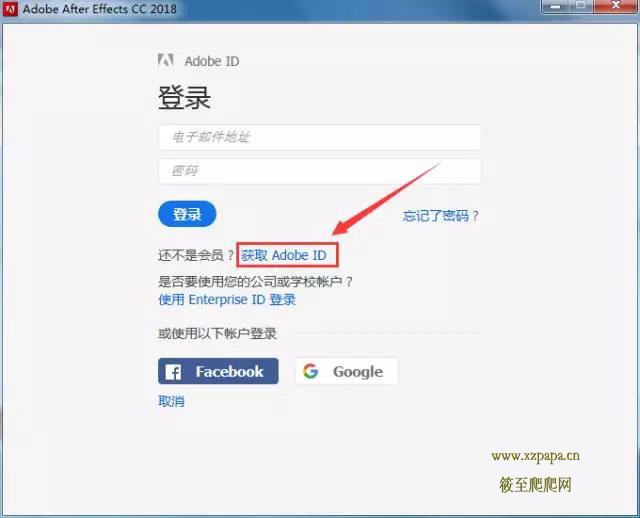 Adobe After Effects CC 2018
Adobe ID
登录
电子邮件地址
密码
登录
忘记了密码？
还不是会员？获取 Adobe ID
是否要使用您的公司或学校帐户？
使用 Enterprise ID 登录
或使用以下帐户登录
Facebook
Google
取消
www.xzpapa.cn
筱至爬爬网